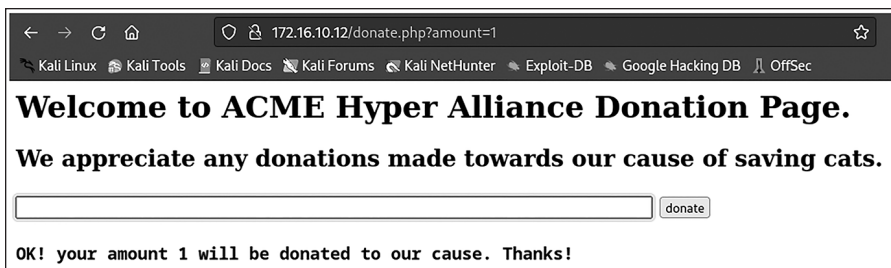 172.16.10.12/donate.php?amount=1
Kali Linux Kali Tools Kali Docs Kali Forums Kali NetHunter Exploit-DB Google Hacking DB OffSec
Welcome to ACME Hyper Alliance Donation Page.
We appreciate any donations made towards our cause of saving cats.
donate
OK! your amount 1 will be donated to our cause. Thanks!